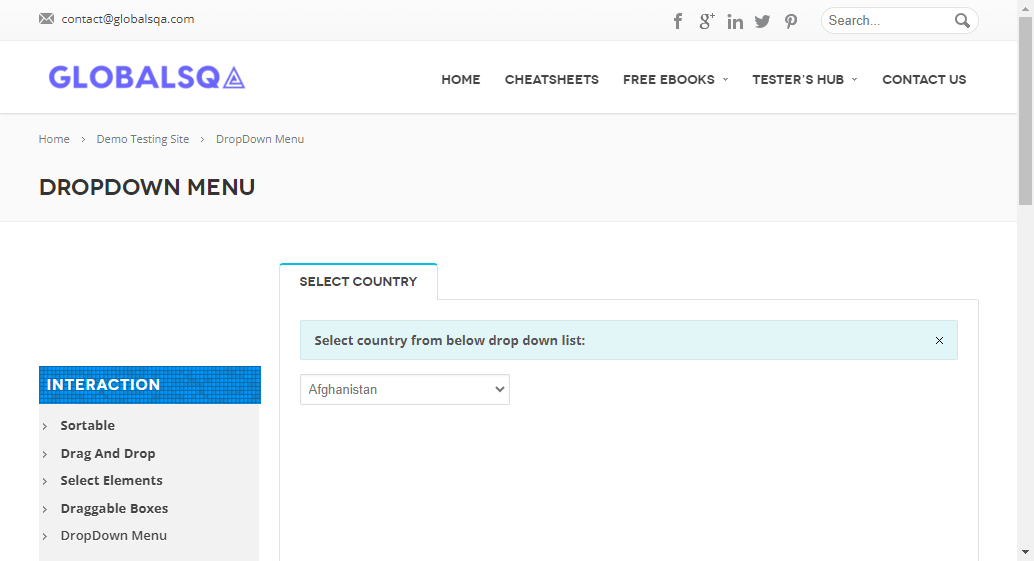 contact@globalsqa.com
Search...
GLOBALSQA
HOME CHEATSHEETS FREE EBOOKS TESTER'S HUB CONTACT US
Home > Demo Testing Site > DropDown Menu
DROPDOWN MENU
SELECT COUNTRY
Select country from below drop down list:
Afghanistan
INTERACTION
Sortable
Drag And Drop
Select Elements
Draggable Boxes
DropDown Menu